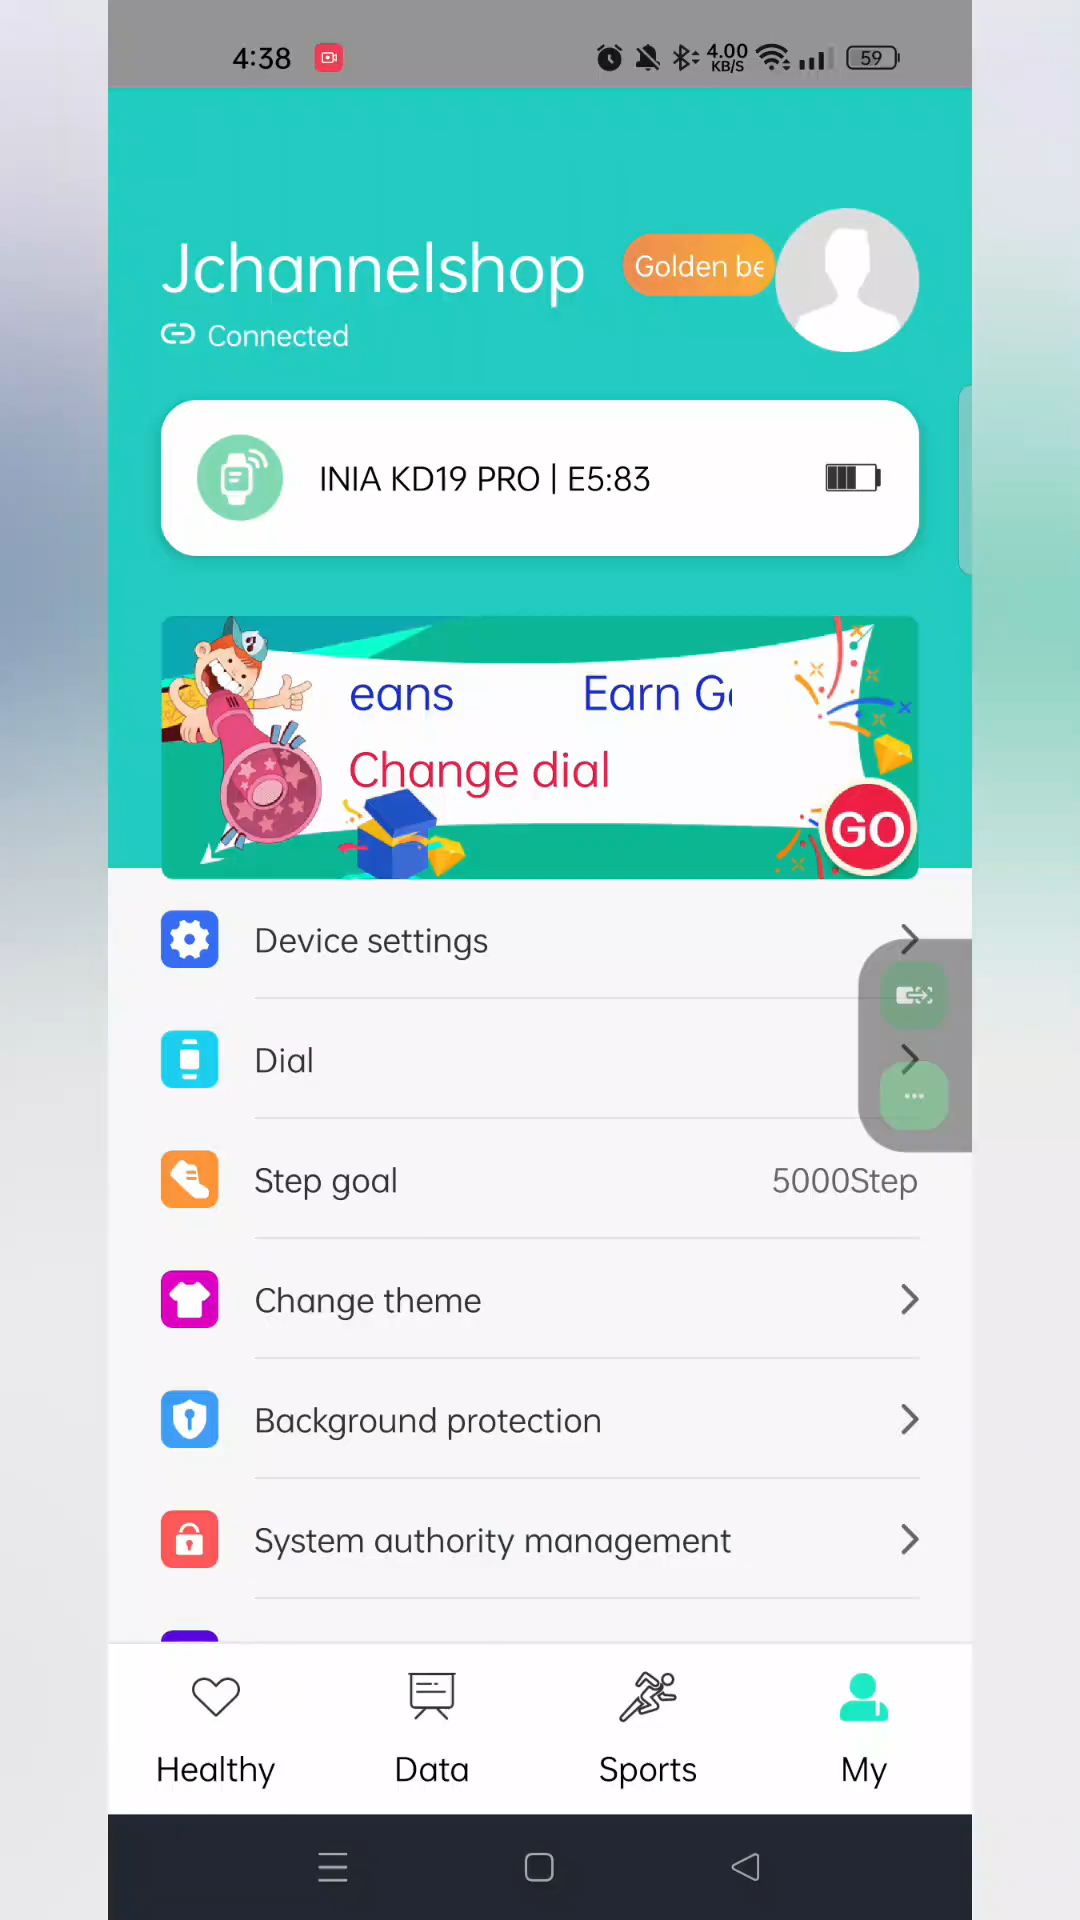 4:38
4.00
KB/S
59
Jchannelshop
Golden be
Connected
INIA KD19 PRO | E5:83
eans Earn G
Change dial
GO
Device settings
Dial
Step goal 5000Step
Change theme
Background protection
System authority management
Healthy Data Sports My